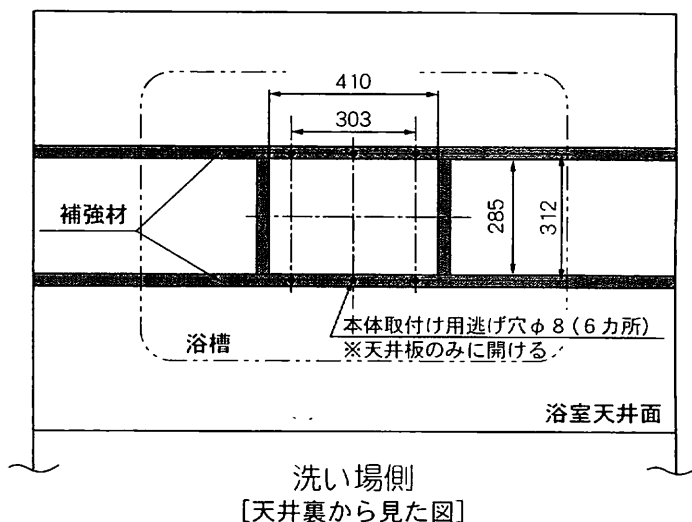 410
303
補強材
285
312
本体取付け用逃げ穴φ8(6カ所)
※天井板のみに開ける
浴槽
浴室天井面
洗い場側
[天井裏から見た図]